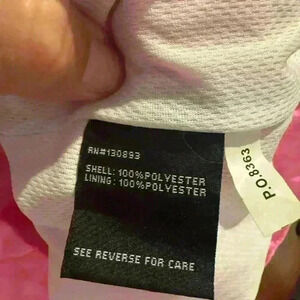 RN#130893
SHELL: 100%POLYESTER
LINING: 100%POLYESTER
SEE REVERSE FOR CARE
P.O.8363